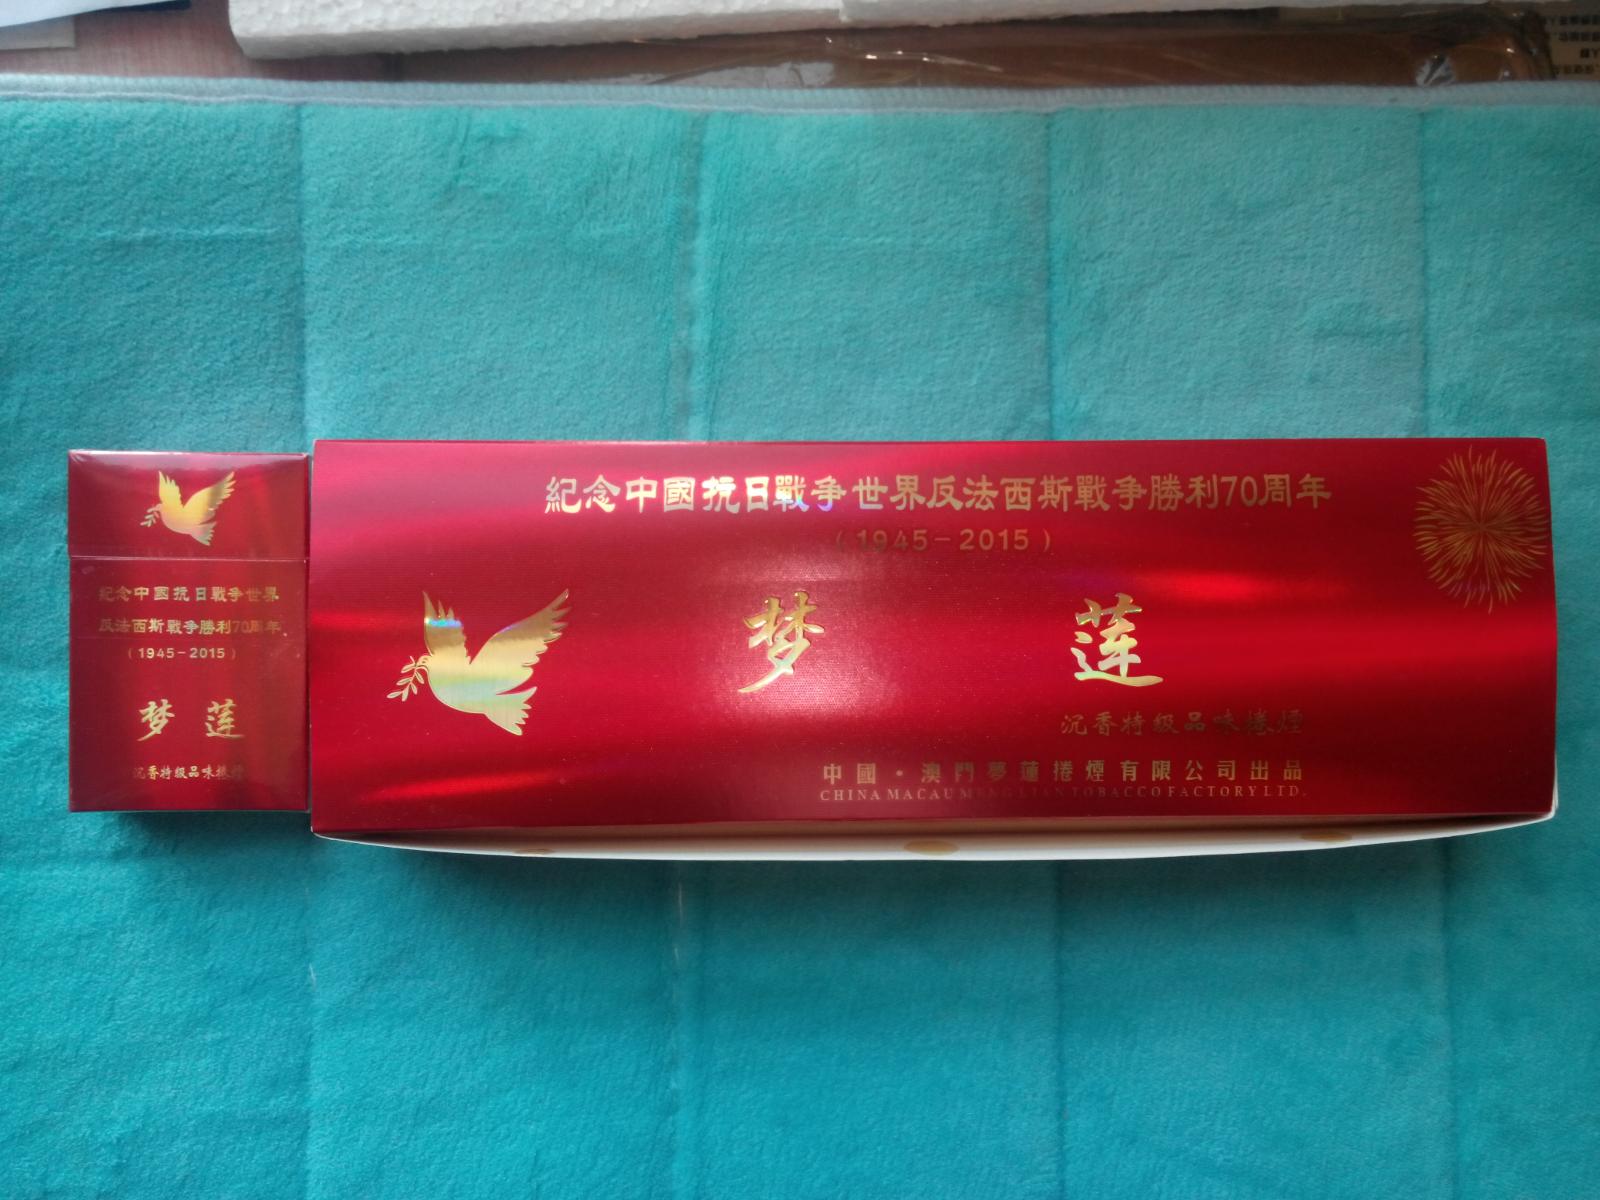 紀念中國抗日戰爭世界
反法西斯戰爭勝利70周年
(1945-2015)
梦 莲
沉香特級品味捲煙
紀念中國抗日戰爭世界反法西斯戰爭勝利70周年
(1945-2015)
梦 莲
沉香特級品味捲煙
中國·澳門夢蓮捲煙有限公司出品
CHINA MACAU MENG LIAN TOBACCO FACTORY LTD.